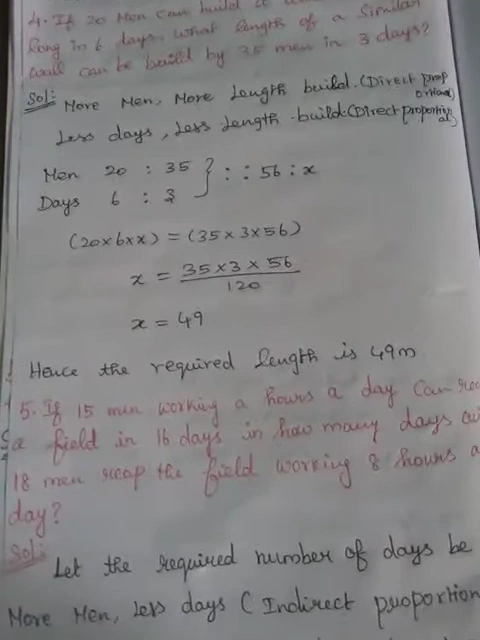 4. If 20 Men can build a
long in 6 days, what length of a Similar
wall can be build by 35 men in 3 days?
Sol: More Men, More Length build. (Direct prop
ortional)
Less days, Less Length build (Direct proportion
al)
Men 20 : 35 } : : 56 : x
Days 6 : 3
(20×6×x) = (35×3×56)
x = 35×3×56 / 120
x = 49
Hence the required length is 49m
5. If 15 men working a hours a day can rea
a field in 16 days in how many days
18 men reap the field working 8 hours a
day?
Sol:
Let the required number of days be
More Men, Less days (Indirect proportion